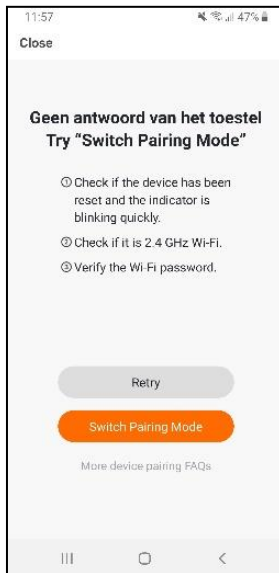 11:57 47%
Close
Geen antwoord van het toestel
Try “Switch Pairing Mode”
① Check if the device has been
reset and the indicator is
blinking quickly.
② Check if it is 2.4 GHz Wi-Fi.
③ Verify the Wi-Fi password.
Retry
Switch Pairing Mode
More device pairing FAQs